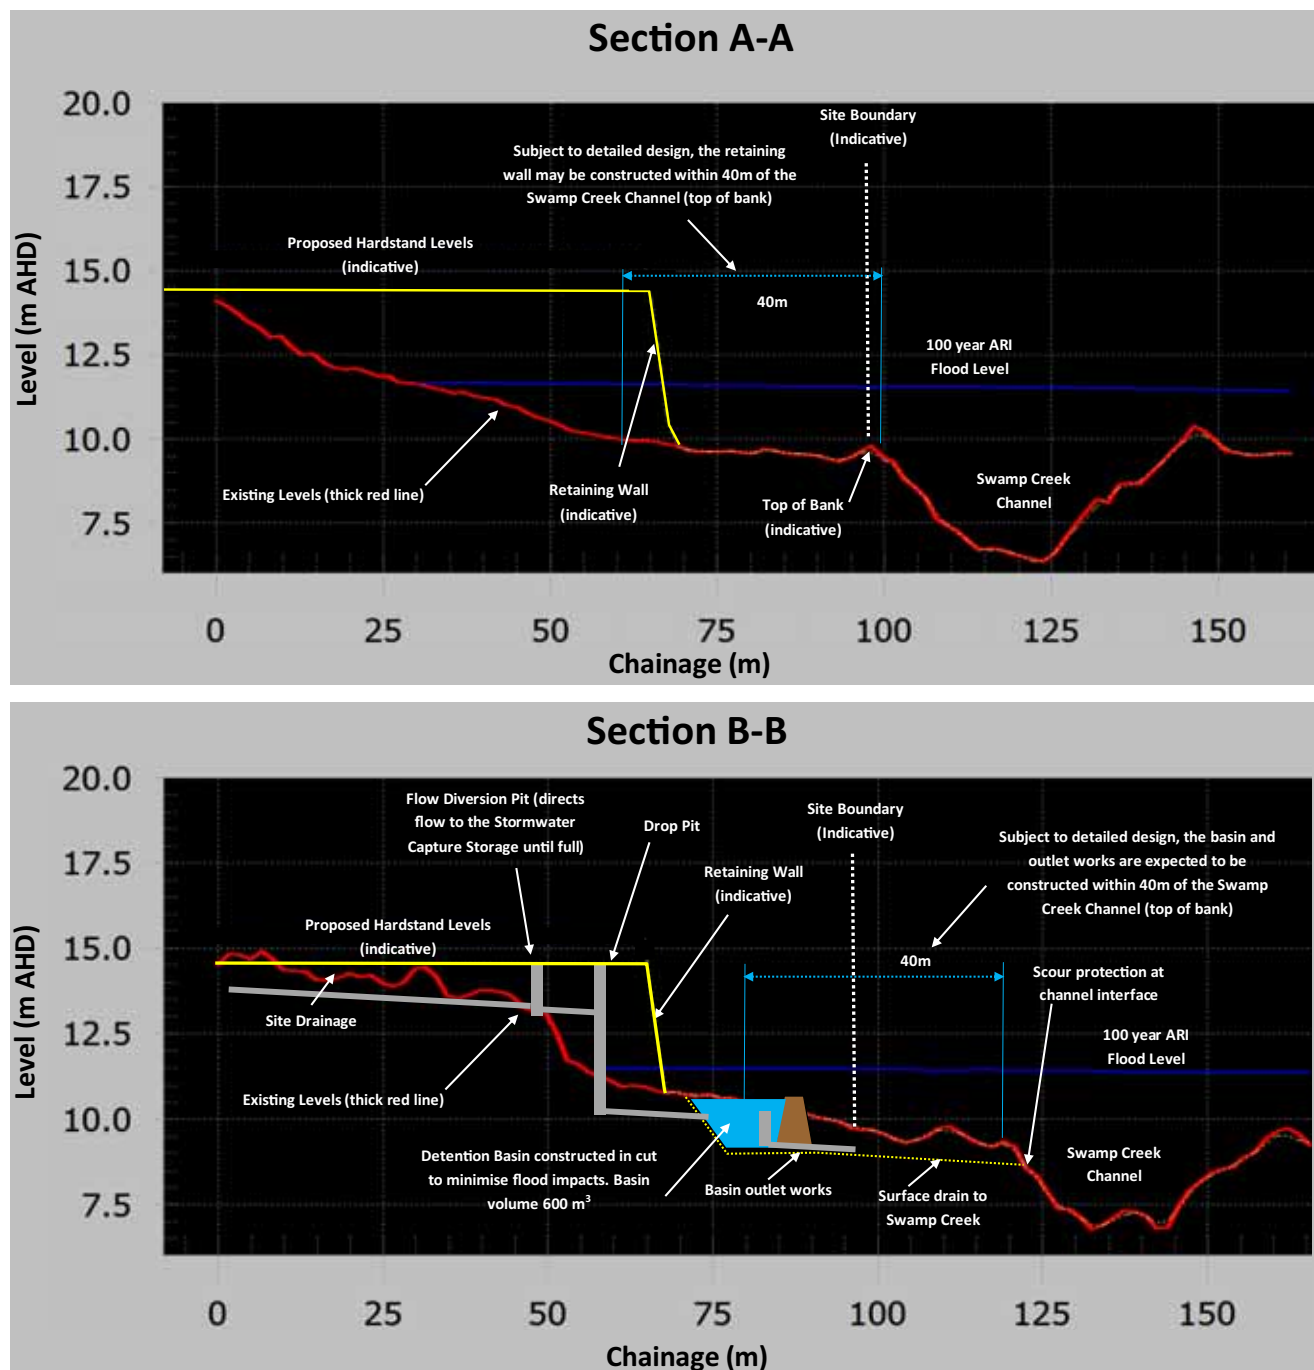 Section A-A
20.0
17.5
15.0
12.5
10.0
7.5
Level (m AHD)
Site Boundary
(Indicative)
Subject to detailed design, the retaining
wall may be constructed within 40m of the
Swamp Creek Channel (top of bank)
Proposed Hardstand Levels
(indicative)
40m
100 year ARI
Flood Level
Existing Levels (thick red line)
Retaining Wall
(indicative)
Top of Bank
(indicative)
Swamp Creek
Channel
0 25 50 75 100 125 150
Chainage (m)
Section B-B
20.0
17.5
15.0
12.5
10.0
7.5
Level (m AHD)
Flow Diversion Pit (directs
flow to the Stormwater
Capture Storage until full)
Drop Pit
Site Boundary
(Indicative)
Subject to detailed design, the basin and
outlet works are expected to be
constructed within 40m of the Swamp
Creek Channel (top of bank)
Retaining Wall
(indicative)
Proposed Hardstand Levels
(indicative)
40m
Scour protection at
channel interface
Site Drainage
100 year ARI
Flood Level
Existing Levels (thick red line)
Detention Basin constructed in cut
to minimise flood impacts. Basin
volume 600 m³
Basin outlet works
Surface drain to
Swamp Creek
Swamp Creek
Channel
0 25 50 75 100 125 150
Chainage (m)